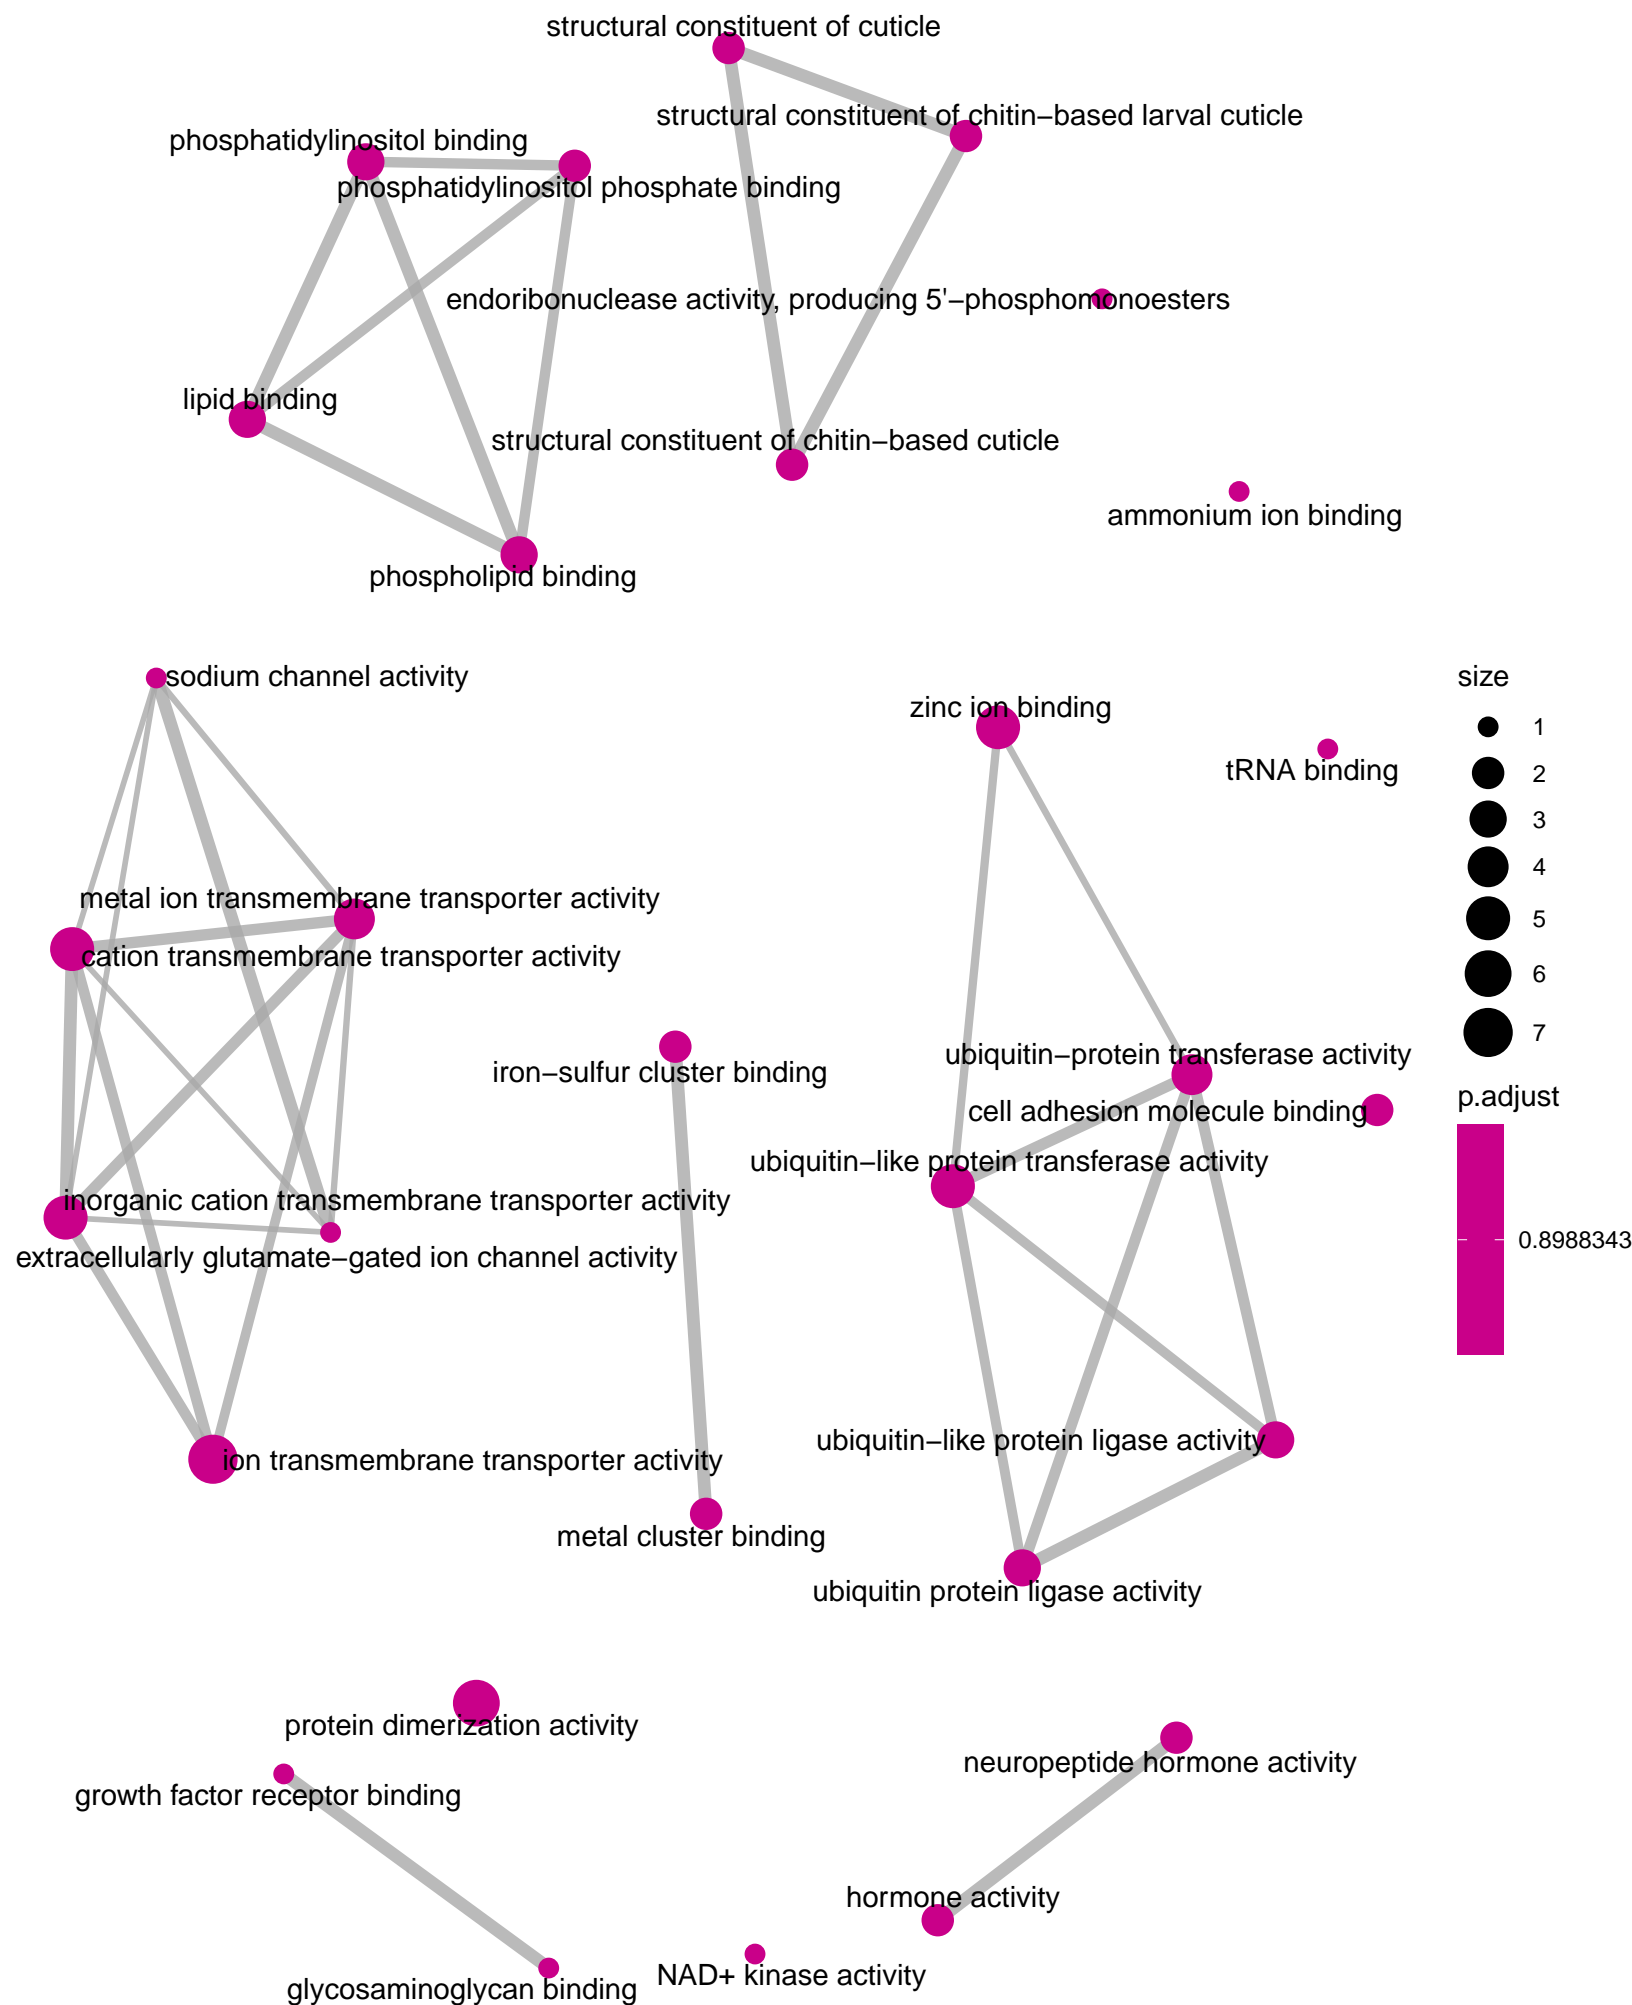 structural constituent of cuticle
structural constituent of chitin−based larval cuticle
phosphatidylinositol binding
phosphatidylinositol phosphate binding
endoribonuclease activity, producing 5'−phosphomonoesters
lipid binding
structural constituent of chitin−based cuticle
ammonium ion binding
phospholipid binding
sodium channel activity
zinc ion binding
tRNA binding
metal ion transmembrane transporter activity
cation transmembrane transporter activity
iron−sulfur cluster binding
ubiquitin−protein transferase activity
cell adhesion molecule binding
ubiquitin−like protein transferase activity
inorganic cation transmembrane transporter activity
extracellularly glutamate−gated ion channel activity
ubiquitin−like protein ligase activity
ion transmembrane transporter activity
metal cluster binding
ubiquitin protein ligase activity
protein dimerization activity
neuropeptide hormone activity
growth factor receptor binding
hormone activity
NAD+ kinase activity
glycosaminoglycan binding
size
1
2
3
4
5
6
7
p.adjust
0.8988343